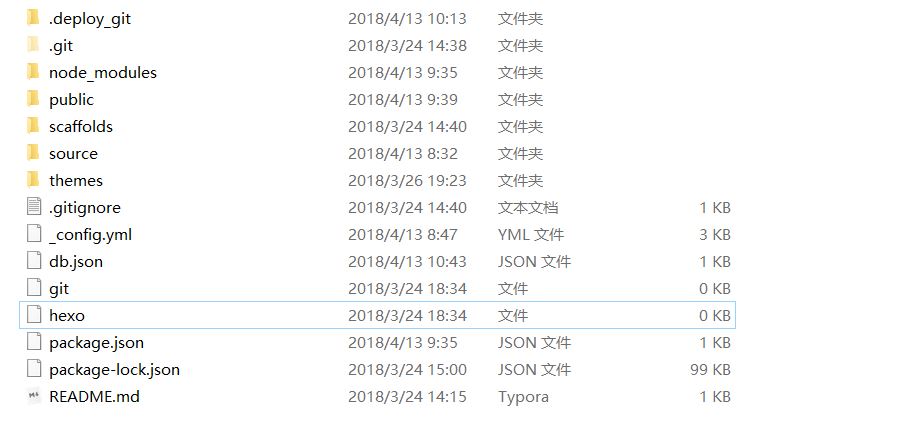 .deploy_git 2018/4/13 10:13 文件夹
.git 2018/3/24 14:38 文件夹
node_modules 2018/4/13 9:35 文件夹
public 2018/4/13 9:39 文件夹
scaffolds 2018/3/24 14:40 文件夹
source 2018/4/13 8:32 文件夹
themes 2018/3/26 19:23 文件夹
.gitignore 2018/3/24 14:40 文本文档 1 KB
_config.yml 2018/4/13 8:47 YML 文件 3 KB
db.json 2018/4/13 10:43 JSON 文件 1 KB
git 2018/3/24 18:34 文件 0 KB
hexo 2018/3/24 18:34 文件 0 KB
package.json 2018/4/13 9:35 JSON 文件 1 KB
package-lock.json 2018/3/24 15:00 JSON 文件 99 KB
README.md 2018/3/24 14:15 Typora 1 KB